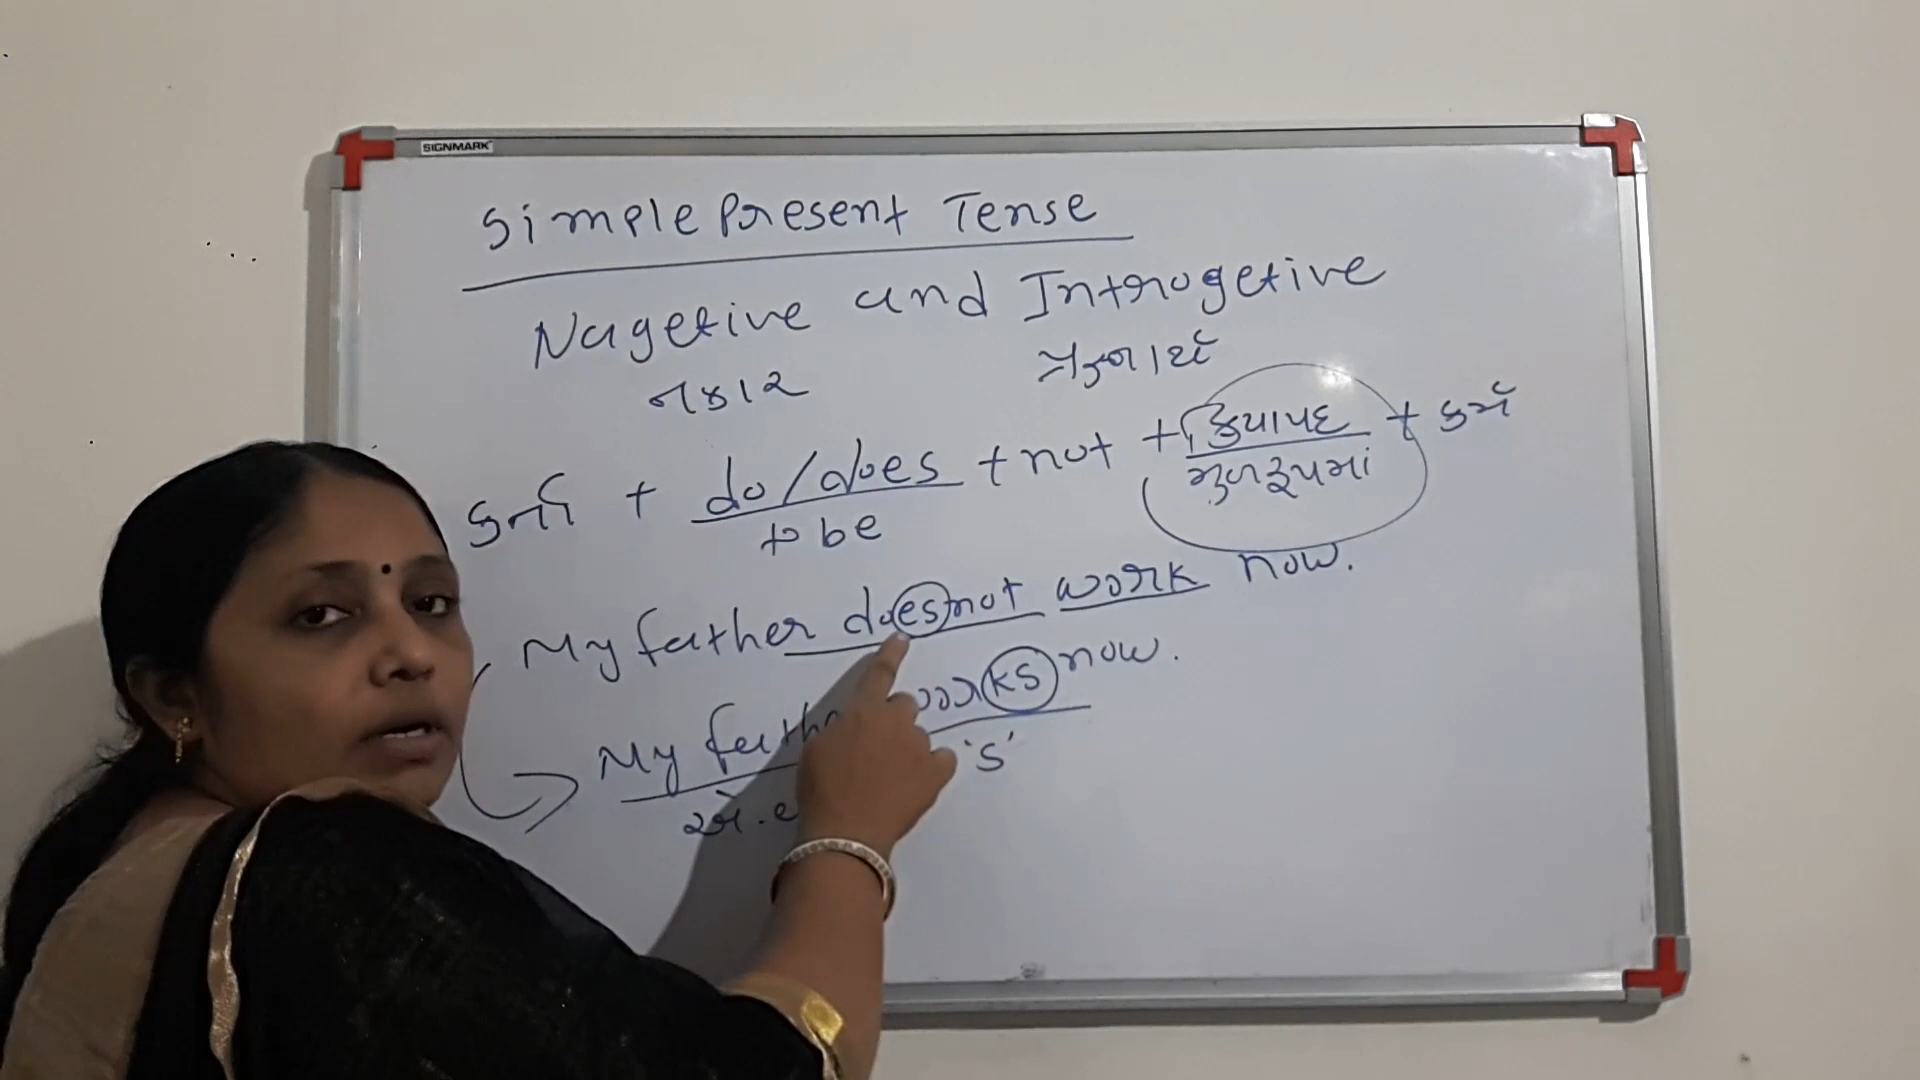 SIGNMARK
Simple Present Tense
Nagetive and Introgetive
નકાર પ્રશ્નાર્થ
કર્તા + do/does + not + ક્રિયાપદ + કર્મ
to be મુળરૂપમાં
My father does not work now.
My fath works now.
એ.વ 's'